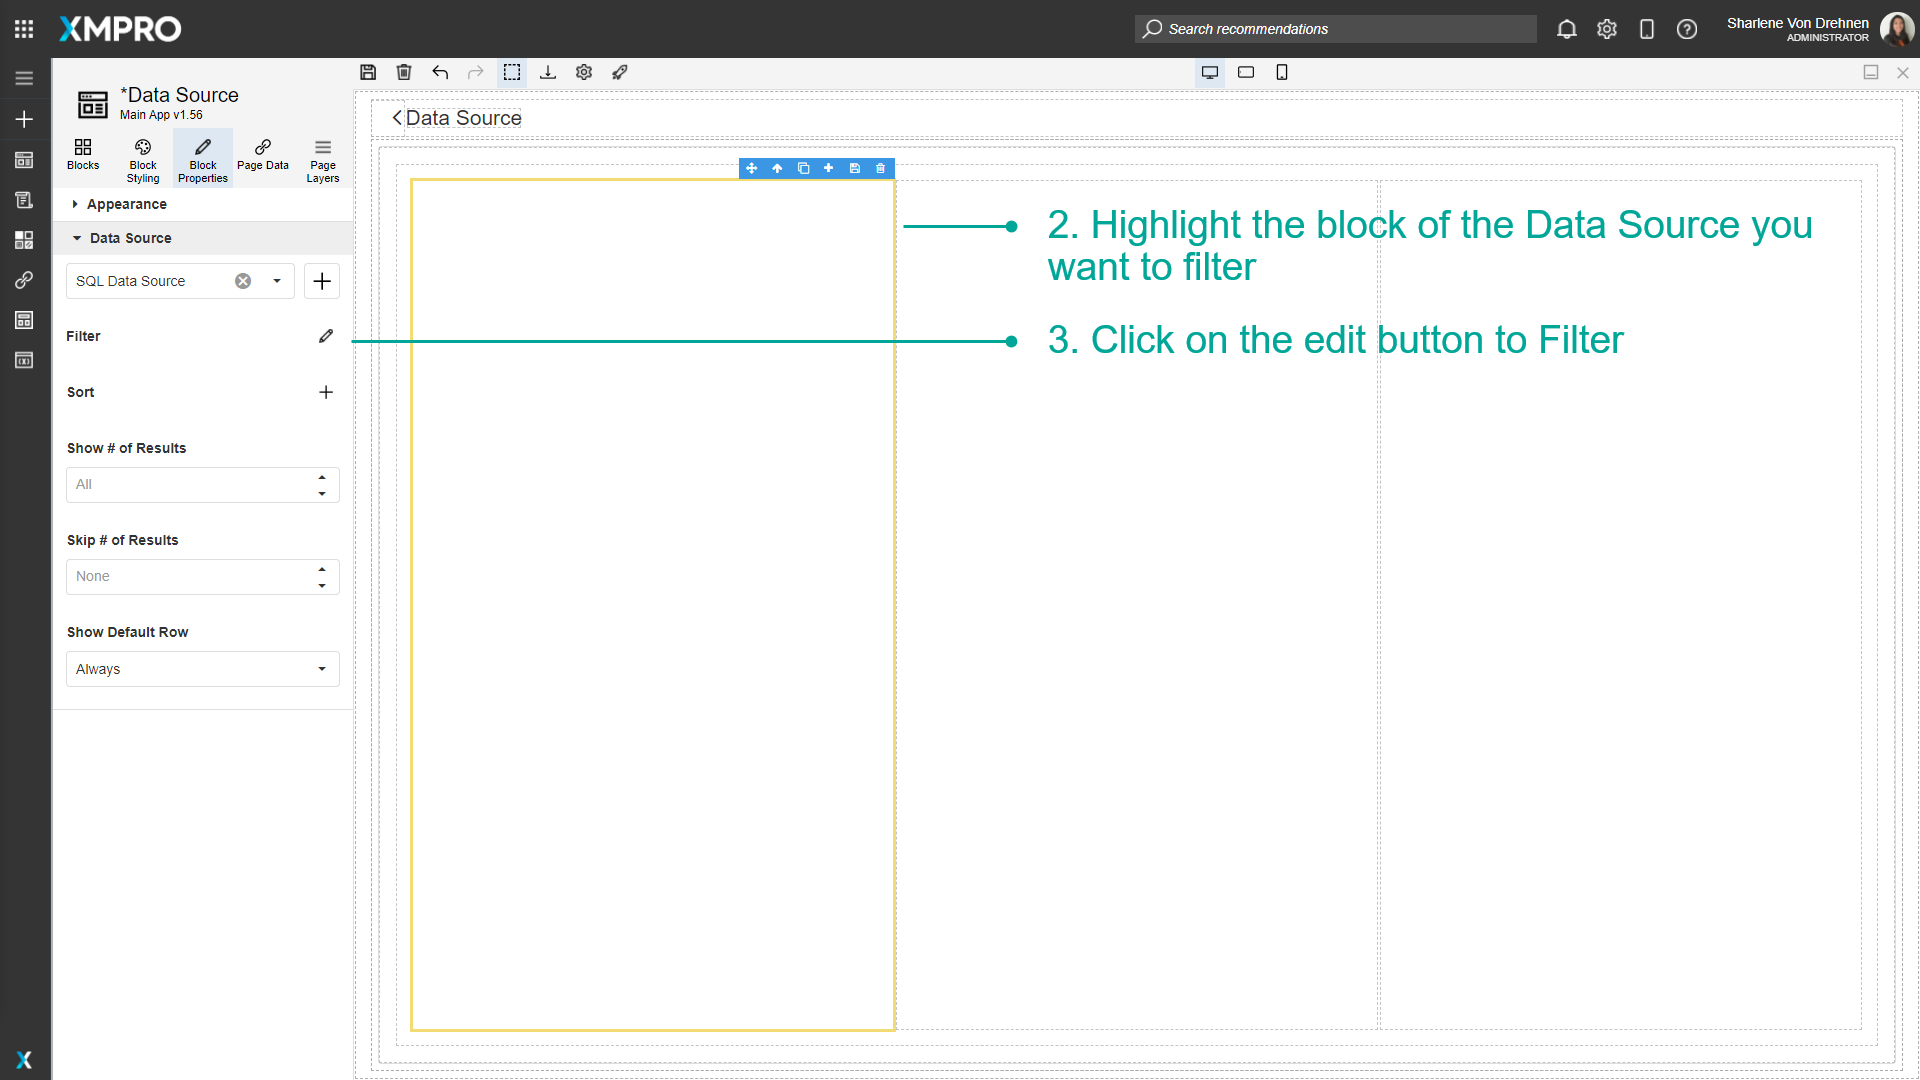 XMPRO
Search recommendations
Sharlene Von Drehnen
ADMINISTRATOR
*Data Source
Main App v1.56
Blocks
Block Styling
Block Properties
Page Data
Page Layers
Appearance
Data Source
SQL Data Source
Filter
Sort
Show # of Results
All
Skip # of Results
None
Show Default Row
Always
Data Source
2. Highlight the block of the Data Source you
want to filter
3. Click on the edit button to Filter